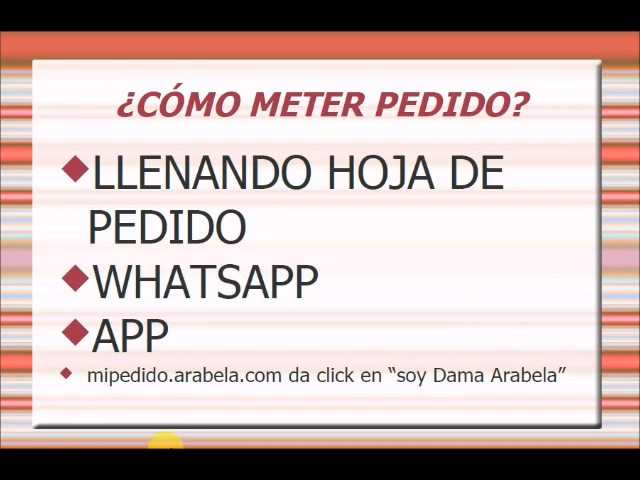 ¿CÓMO METER PEDIDO?
LLENANDO HOJA DE
PEDIDO
WHATSAPP
APP
mipedido.arabela.com da click en “soy Dama Arabela”